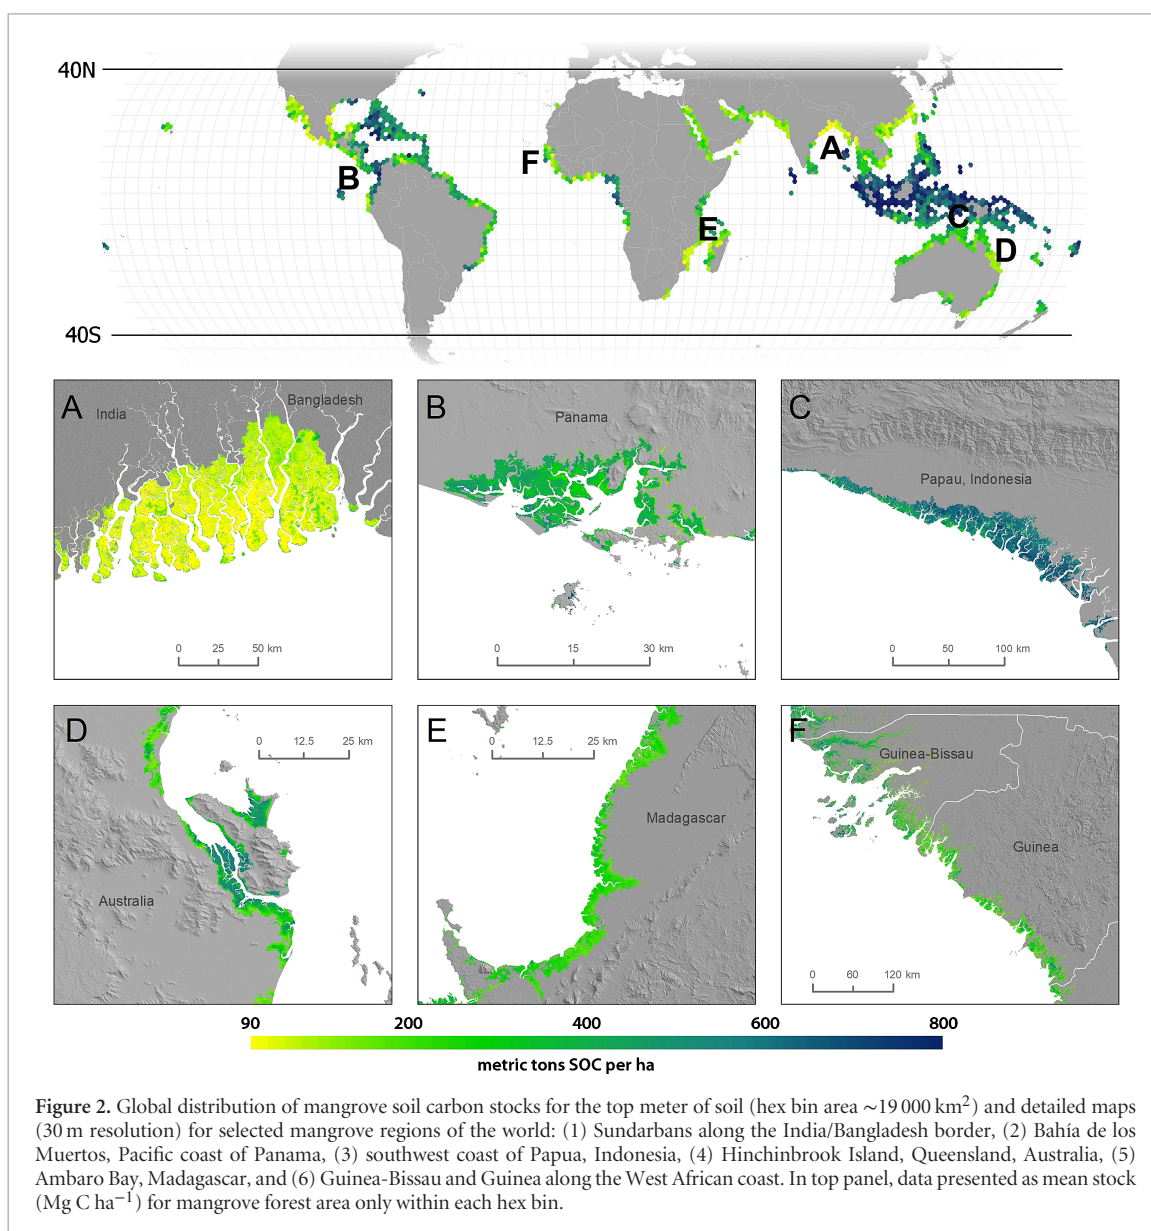 40N
F
A
B
C
E
D
40S
A
India
Bangladesh
0 25 50 km
B
Panama
0 15 30 km
C
Papau, Indonesia
0 50 100 km
D
0 12.5 25 km
Australia
E
0 12.5 25 km
Madagascar
F
Guinea-Bissau
Guinea
0 60 120 km
90 200 400 600 800
metric tons SOC per ha
Figure 2. Global distribution of mangrove soil carbon stocks for the top meter of soil (hex bin area ~19 000 km²) and detailed maps
(30 m resolution) for selected mangrove regions of the world: (1) Sundarbans along the India/Bangladesh border, (2) Bahía de los
Muertos, Pacific coast of Panama, (3) southwest coast of Papua, Indonesia, (4) Hinchinbrook Island, Queensland, Australia, (5)
Ambaro Bay, Madagascar, and (6) Guinea-Bissau and Guinea along the West African coast. In top panel, data presented as mean stock
(Mg C ha⁻¹) for mangrove forest area only within each hex bin.